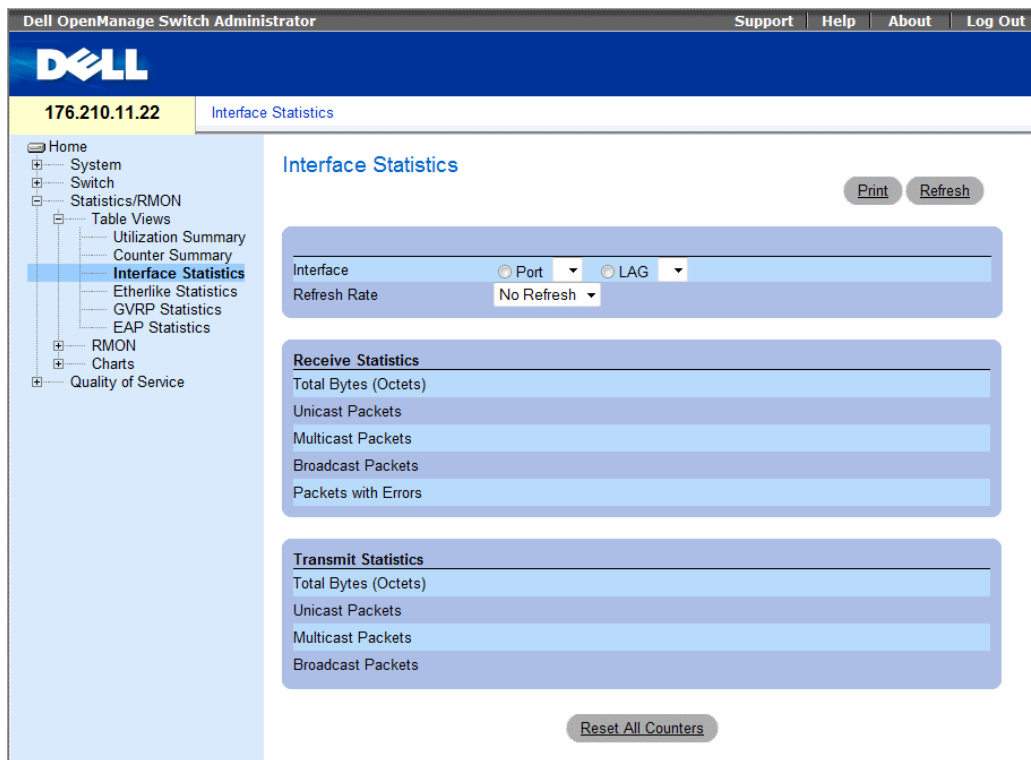 Dell OpenManage Switch Administrator Support Help About Log Out
DELL
176.210.11.22 Interface Statistics
Home
System
Switch
Statistics/RMON
Table Views
Utilization Summary
Counter Summary
Interface Statistics
Etherlike Statistics
GVRP Statistics
EAP Statistics
RMON
Charts
Quality of Service
Interface Statistics
Print Refresh
Interface Port LAG
Refresh Rate No Refresh
Receive Statistics
Total Bytes (Octets)
Unicast Packets
Multicast Packets
Broadcast Packets
Packets with Errors
Transmit Statistics
Total Bytes (Octets)
Unicast Packets
Multicast Packets
Broadcast Packets
Reset All Counters